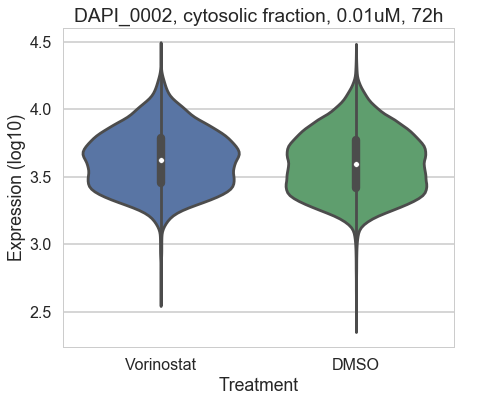 DAPI_0002, cytosolic fraction, 0.01uM, 72h
4.5
4.0
3.5
3.0
2.5
Expression (log10)
Vorinostat DMSO
Treatment